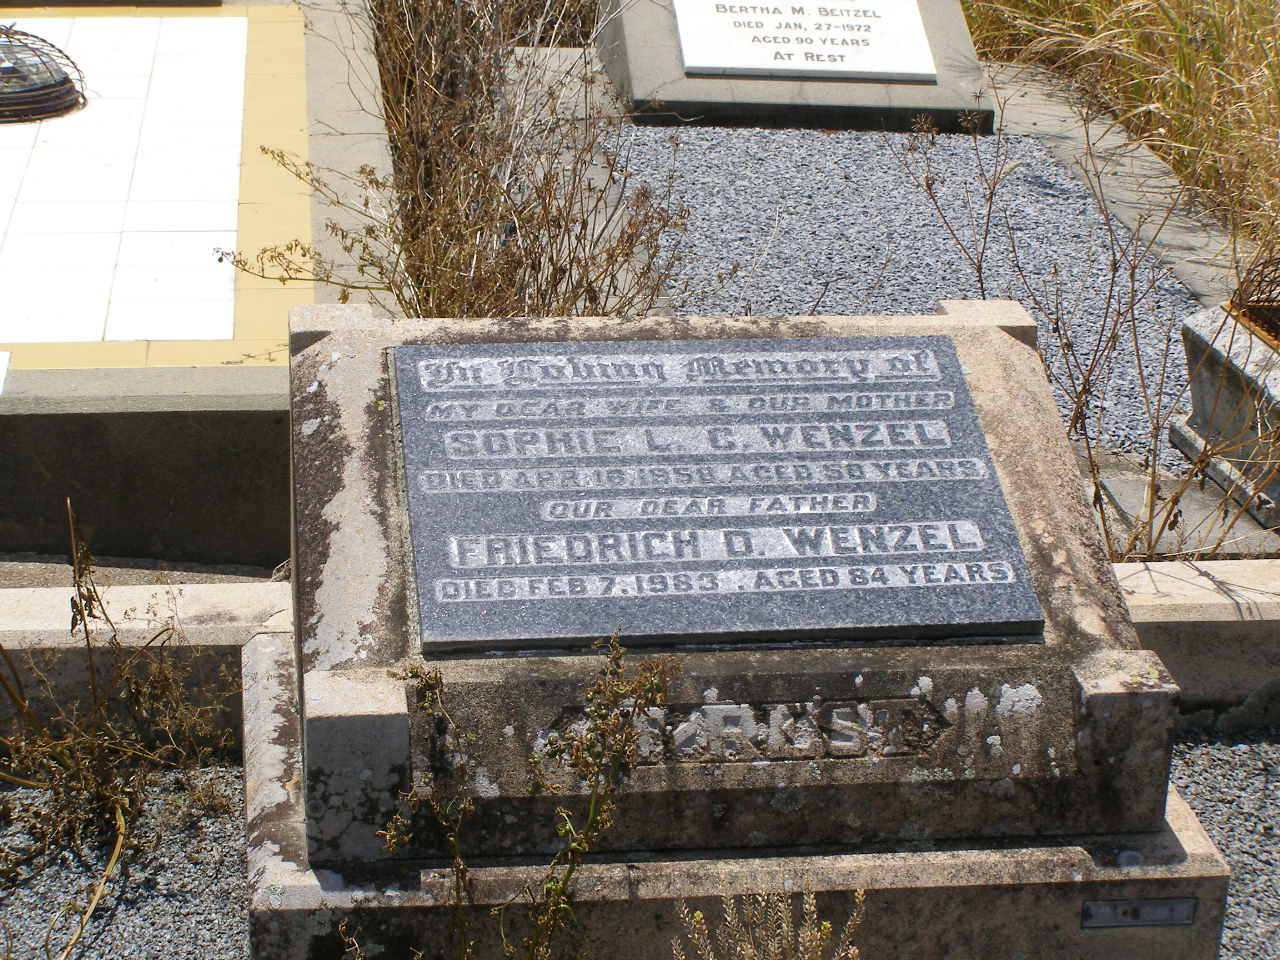 BERTHA M. BEITZEL
DIED JAN. 27-1972
AGED 90 YEARS
AT REST
In Loving Memory of
MY DEAR WIFE & OUR MOTHER
SOPHIE L. C. WENZEL
DIED APR. 16 1958 AGED 58 YEARS
OUR DEAR FATHER
FRIEDRICH D. WENZEL
DIED FEB 7. 1963. AGED 64 YEARS